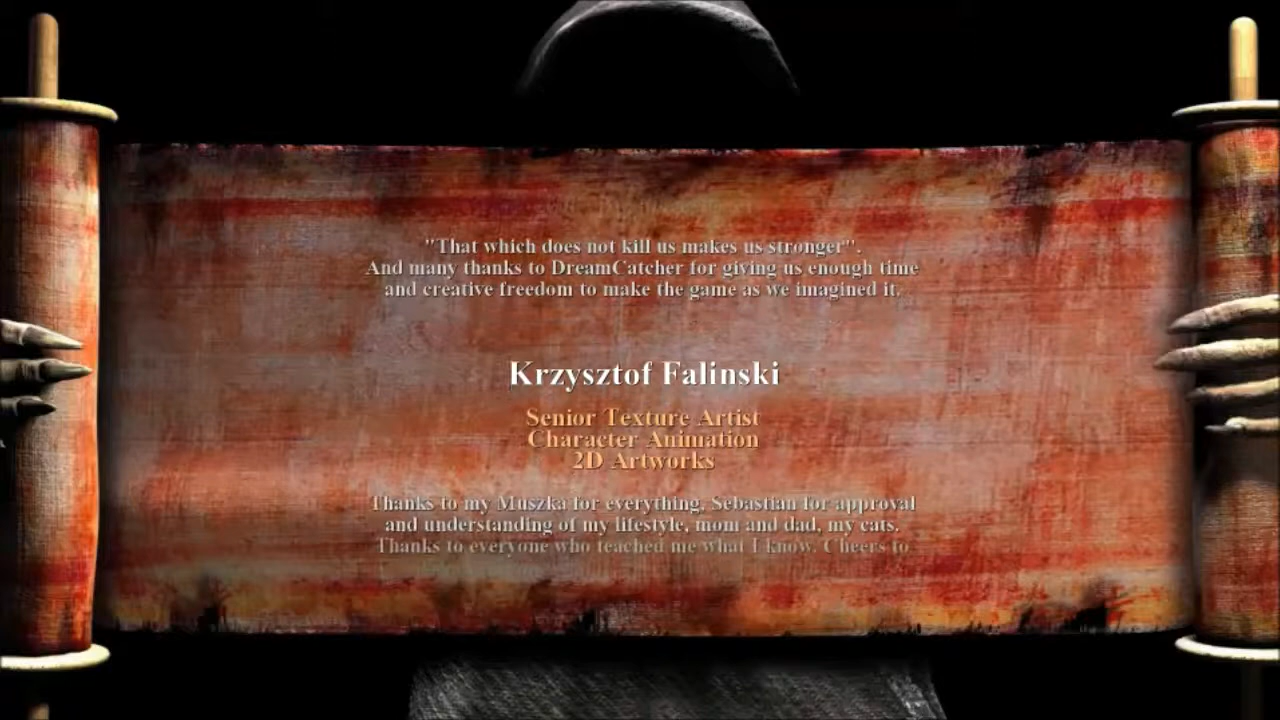 "That which does not kill us makes us stronger".
And many thanks to DreamCatcher for giving us enough time
and creative freedom to make the game as we imagined it.
Krzysztof Falinski
Senior Texture Artist
Character Animation
2D Artworks
Thanks to my Muszka for everything, Sebastian for approval
and understanding of my lifestyle, mom and dad, my cats.
Thanks to everyone who teached me what I know. Cheers to